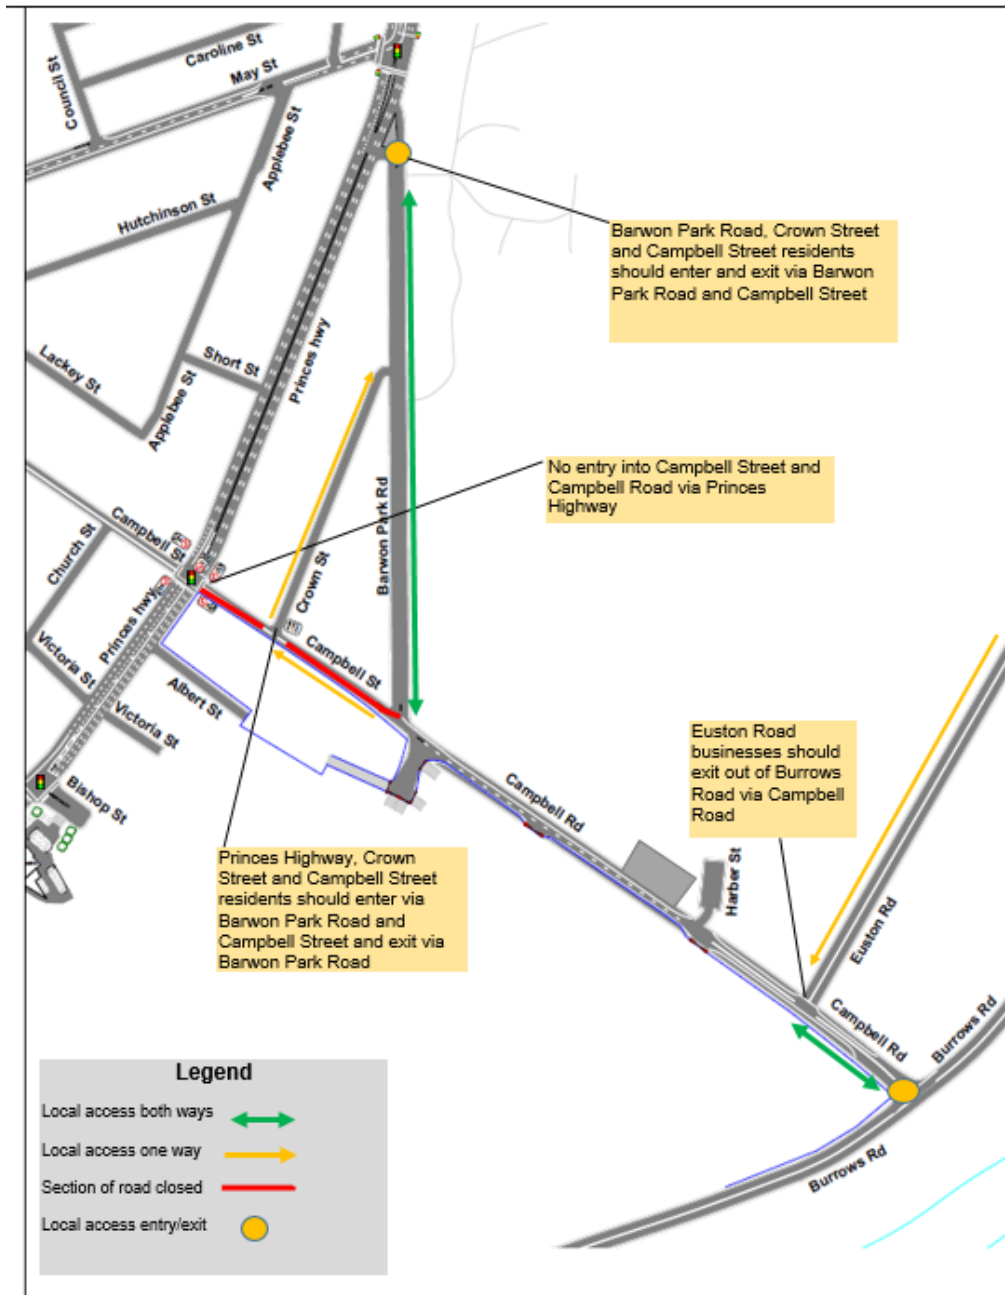 Caroline St
Council St
May St
Applebee St
Hutchinson St
Barwon Park Road, Crown Street
and Campbell Street residents
should enter and exit via Barwon
Park Road and Campbell Street
Princes hwy
Short St
Lackey St
Applebee St
No entry into Campbell Street and
Campbell Road via Princes
Highway
Barwon Park Rd
Campbell St
Church St
Crown St
Princes hwy
Campbell St
Victoria St
Albert St
Victoria St
Euston Road
businesses should
exit out of Burrows
Road via Campbell
Road
Bishop St
Campbell Rd
Princes Highway, Crown
Street and Campbell Street
residents should enter via
Barwon Park Road and
Campbell Street and exit via
Barwon Park Road
Harber St
Euston Rd
Campbell Rd
Burrows Rd
Burrows Rd
Legend
Local access both ways
Local access one way
Section of road closed
Local access entry/exit